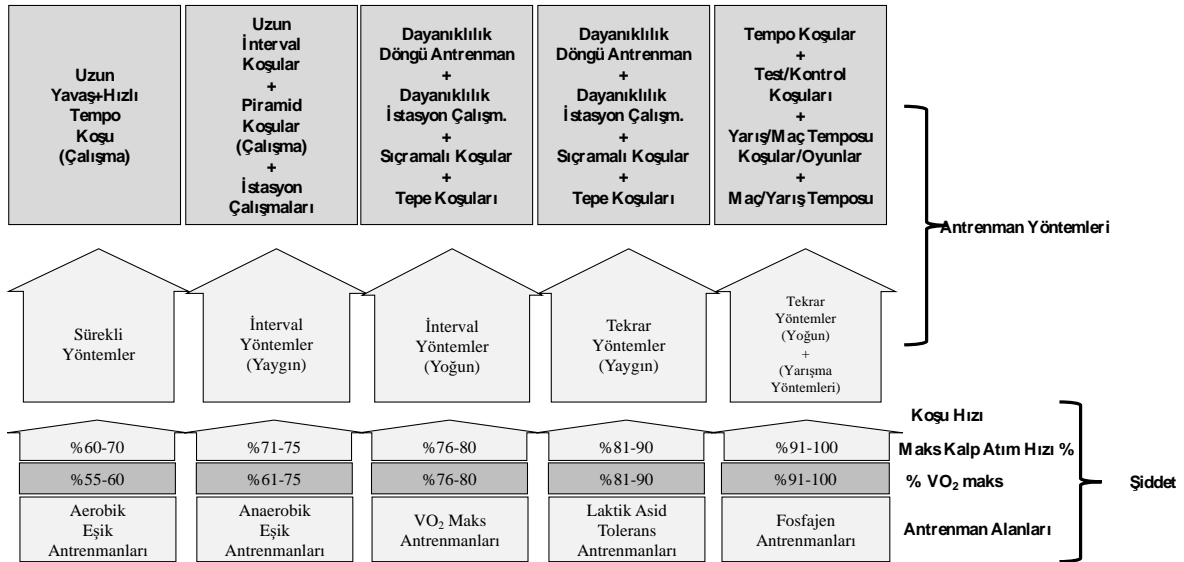 Uzun
Yavaş+Hızlı
Tempo
Koşu
(Çalışma)
Uzun
İnterval
Koşular
+
Piramid
Koşular
(Çalışma)
+
İstasyon
Çalışmaları
Dayanıklılık
Döngü Antrenman
+
Dayanıklılık
İstasyon Çalışm.
+
Sıçramalı Koşular
+
Tepe Koşuları
Dayanıklılık
Döngü Antrenman
+
Dayanıklılık
İstasyon Çalışm.
+
Sıçramalı Koşular
+
Tepe Koşuları
Tempo Koşular
+
Test/Kontrol
Koşuları
+
Yarış/Maç Temposu
Koşular/Oyunlar
+
Maç/Yarış Temposu
Antrenman Yöntemleri
Sürekli
Yöntemler
İnterval
Yöntemler
(Yaygın)
İnterval
Yöntemler
(Yoğun)
Tekrar
Yöntemler
(Yaygın)
Tekrar
Yöntemler
(Yoğun)
+
(Yarışma
Yöntemleri)
Koşu Hızı
%60-70 %71-75 %76-80 %81-90 %91-100 Maks Kalp Atım Hızı %
%55-60 %61-75 %76-80 %81-90 %91-100 % VO₂ maks
Şiddet
Aerobik
Eşik
Antrenmanları
Anaerobik
Eşik
Antrenmanları
VO₂ Maks
Antrenmanları
Laktik Asid
Tolerans
Antrenmanları
Fosfajen
Antrenmanları
Antrenman Alanları